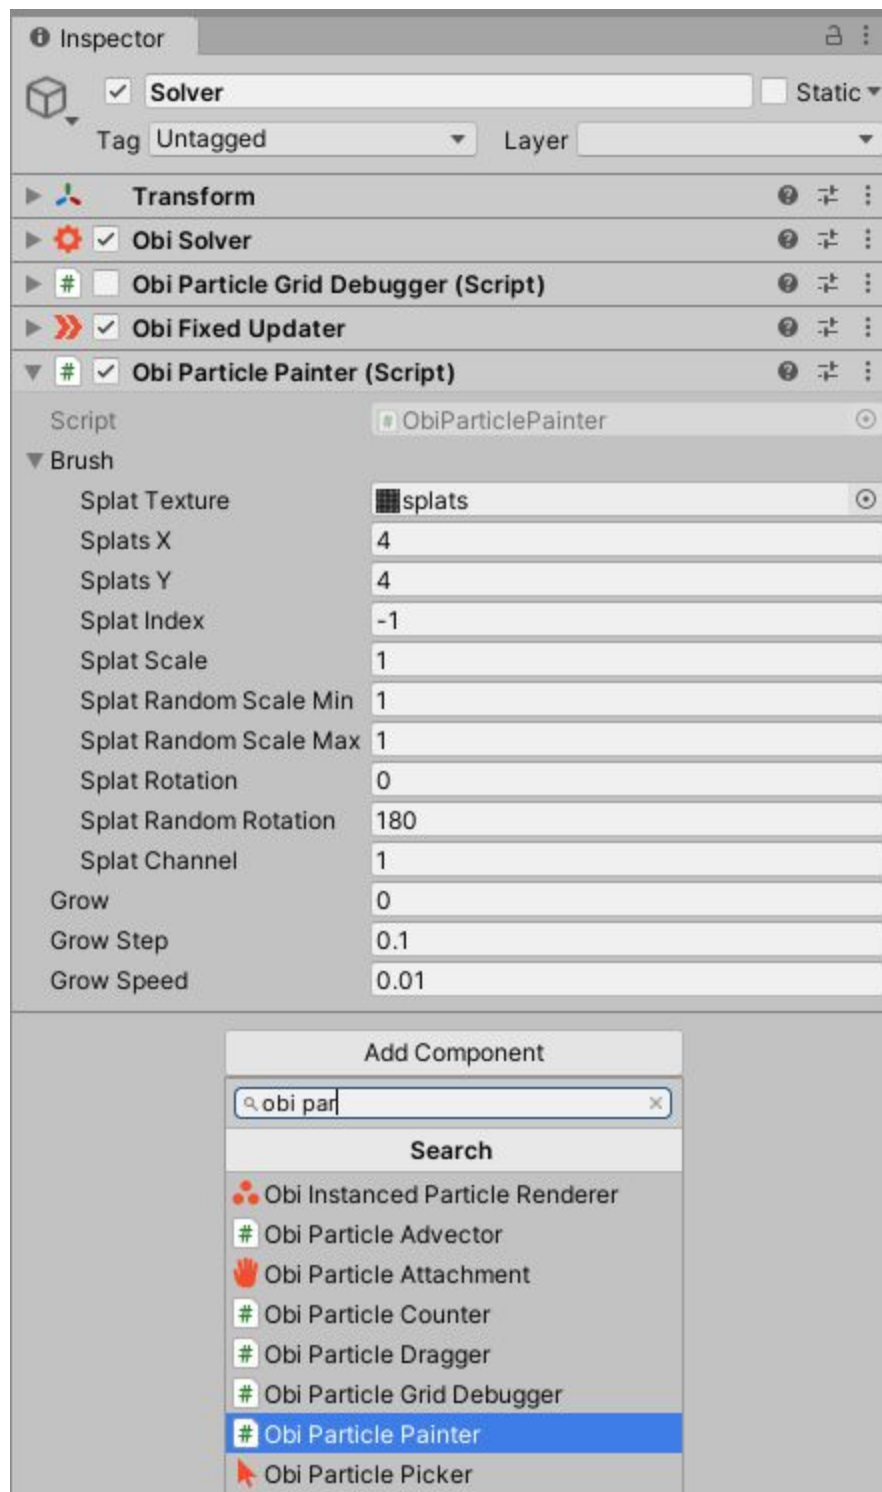 Inspector
Solver Static
Tag Untagged Layer
Transform
Obi Solver
# Obi Particle Grid Debugger (Script)
Obi Fixed Updater
# Obi Particle Painter (Script)
Script # ObiParticlePainter
Brush
Splat Texture splats
Splats X 4
Splats Y 4
Splat Index -1
Splat Scale 1
Splat Random Scale Min 1
Splat Random Scale Max 1
Splat Rotation 0
Splat Random Rotation 180
Splat Channel 1
Grow 0
Grow Step 0.1
Grow Speed 0.01
Add Component
obi par
Search
Obi Instanced Particle Renderer
# Obi Particle Advector
Obi Particle Attachment
# Obi Particle Counter
# Obi Particle Dragger
# Obi Particle Grid Debugger
# Obi Particle Painter
Obi Particle Picker